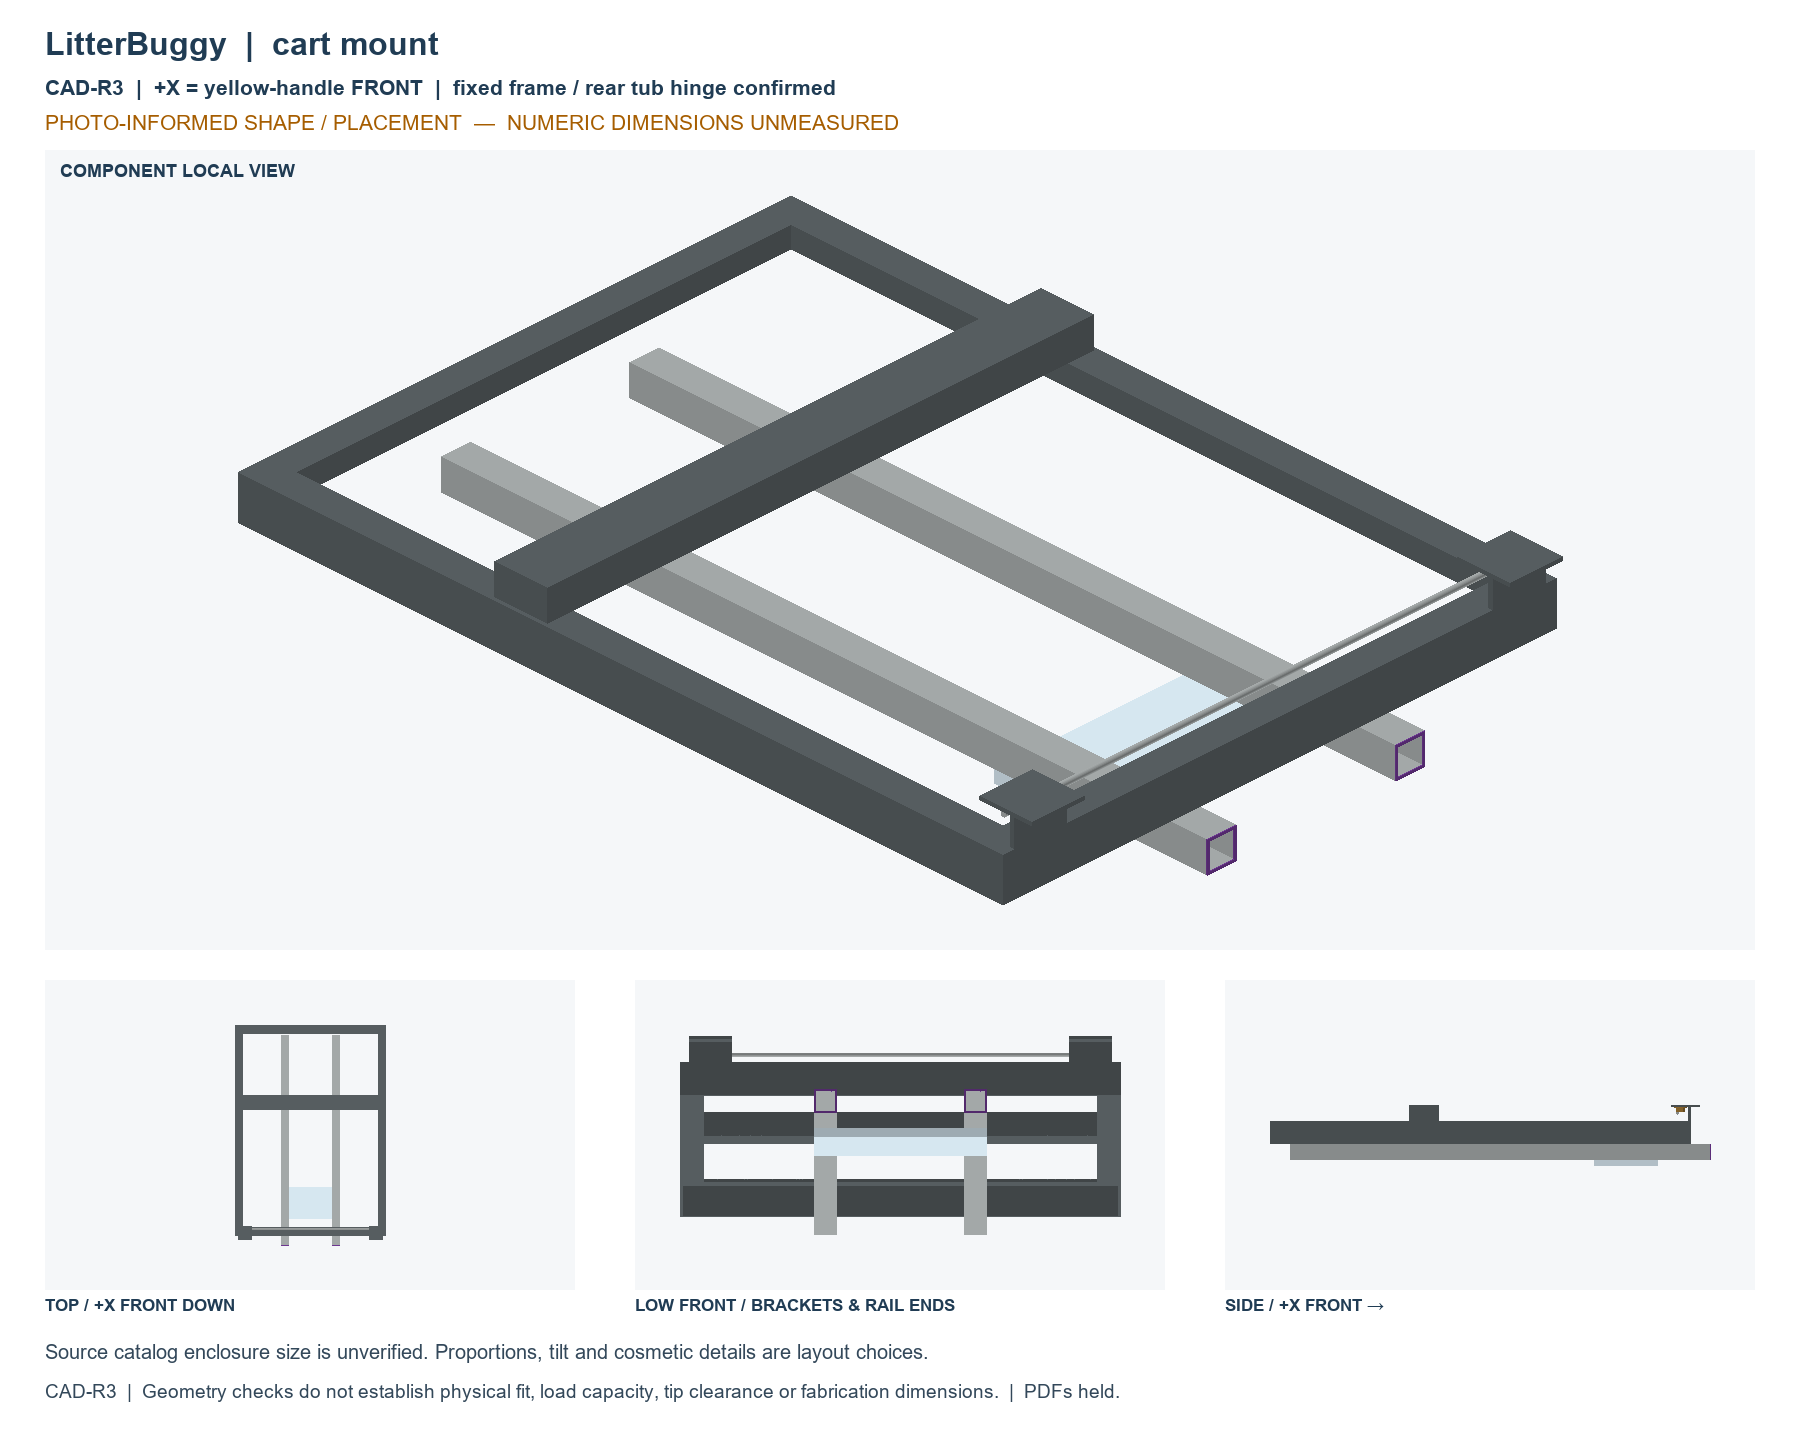 LitterBuggy | cart mount
CAD-R3 | +X = yellow-handle FRONT | fixed frame / rear tub hinge confirmed
PHOTO-INFORMED SHAPE / PLACEMENT — NUMERIC DIMENSIONS UNMEASURED
COMPONENT LOCAL VIEW
TOP / +X FRONT DOWN
LOW FRONT / BRACKETS & RAIL ENDS
SIDE / +X FRONT →
Source catalog enclosure size is unverified. Proportions, tilt and cosmetic details are layout choices.
CAD-R3 | Geometry checks do not establish physical fit, load capacity, tip clearance or fabrication dimensions. | PDFs held.